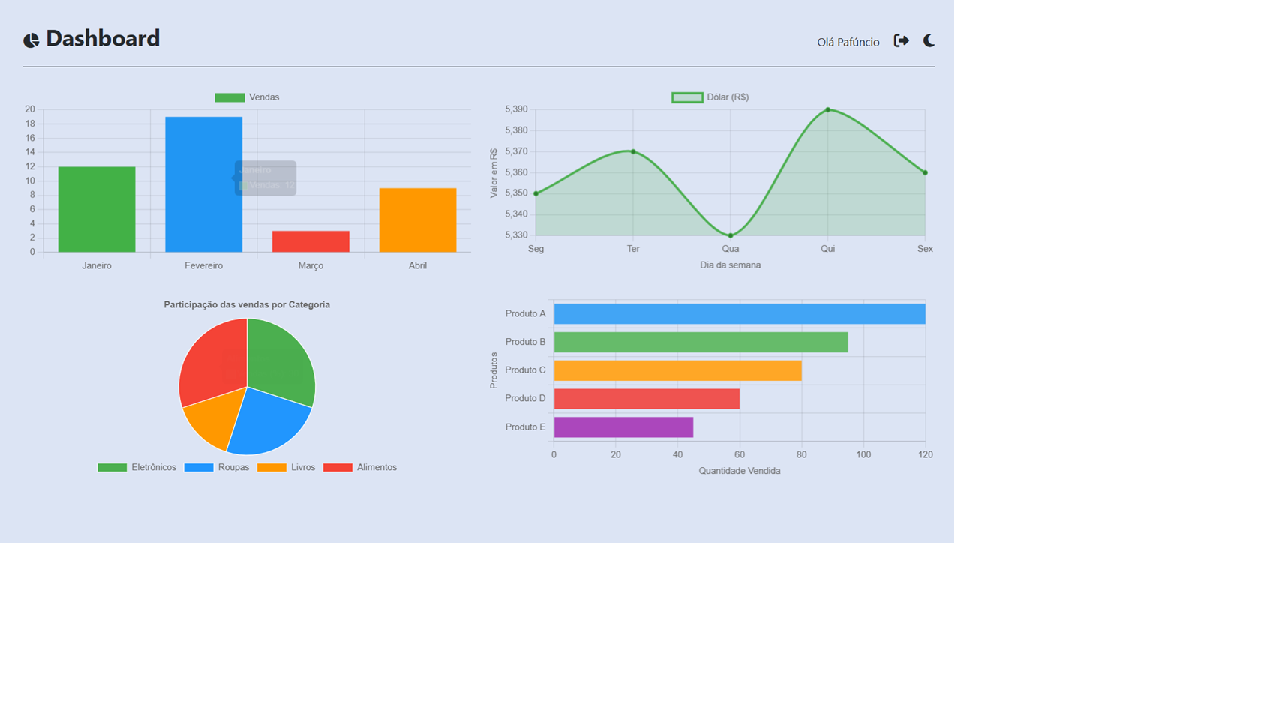 Dashboard
Olá Pafúncio
Vendas
20
18
16
14
12
10
8
6
4
2
0
Janeiro
Janeiro Fevereiro Março Abril
Dólar (R$)
Valor em R$
5,390
5,380
5,370
5,360
5,350
5,340
5,330
Seg Ter Qua Qui Sex
Dia da semana
Participação das vendas por Categoria
Eletrônicos Roupas Livros Alimentos
Produtos
Produto A
Produto B
Produto C
Produto D
Produto E
0 20 40 60 80 100 120
Quantidade Vendida